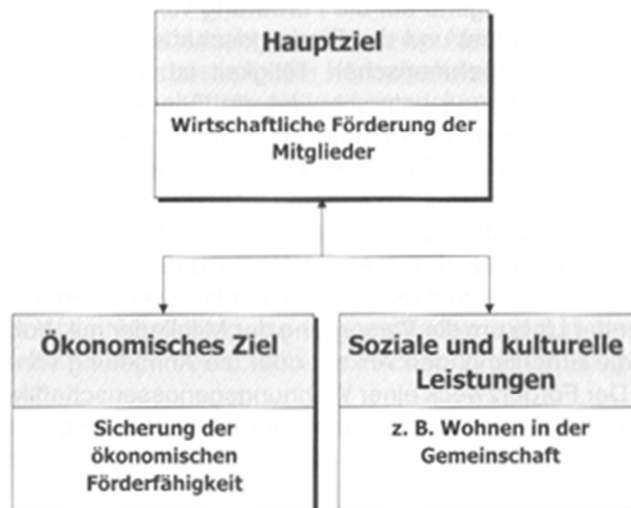 Hauptziel
Wirtschaftliche Förderung der
Mitglieder
Ökonomisches Ziel
Sicherung der
ökonomischen
Förderfähigkeit
Soziale und kulturelle
Leistungen
z. B. Wohnen in der
Gemeinschaft